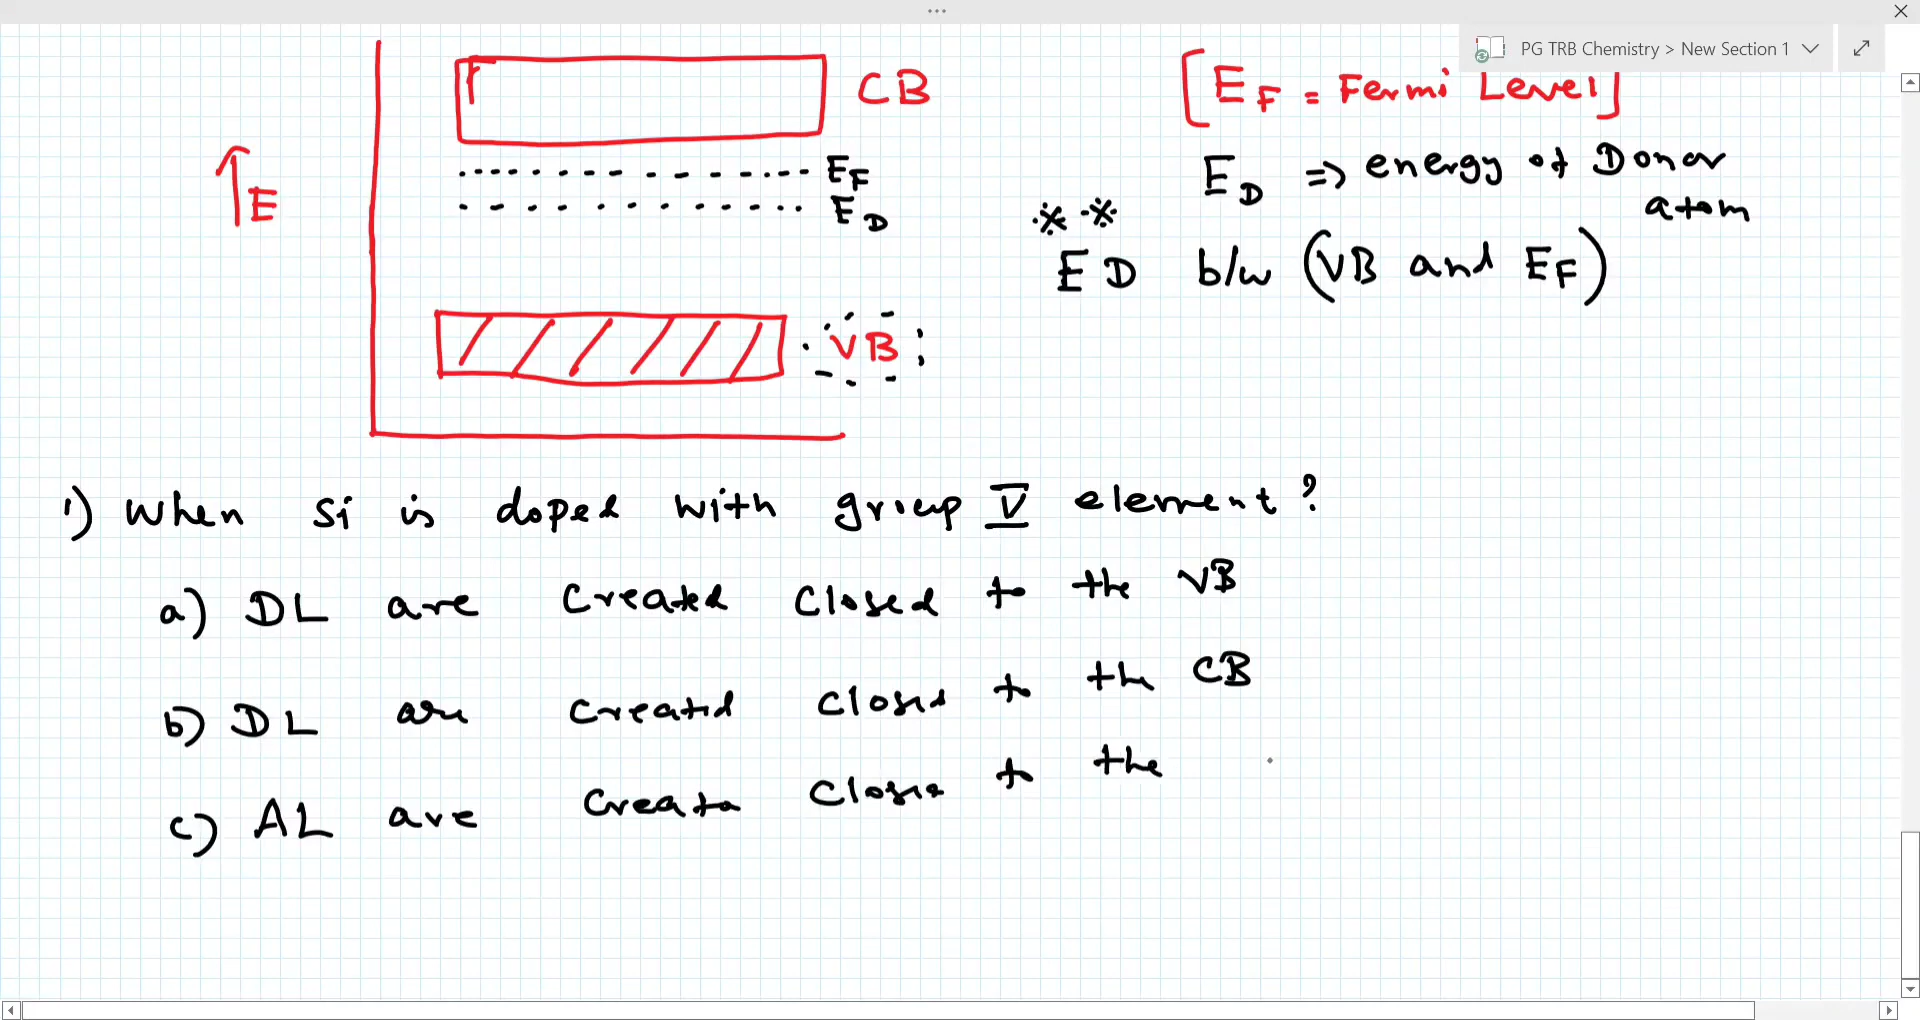 PG TRB Chemistry > New Section 1
CB
[EF = Fermi Level]
E
EF
ED
ED ⇒ energy of Donor
atom
※ ※
ED b/w (VB and EF)
VB
1) When Si is doped with group V element?
a) DL are created closed to the VB
b) DL are created closed to the CB
c) AL are created closed to the